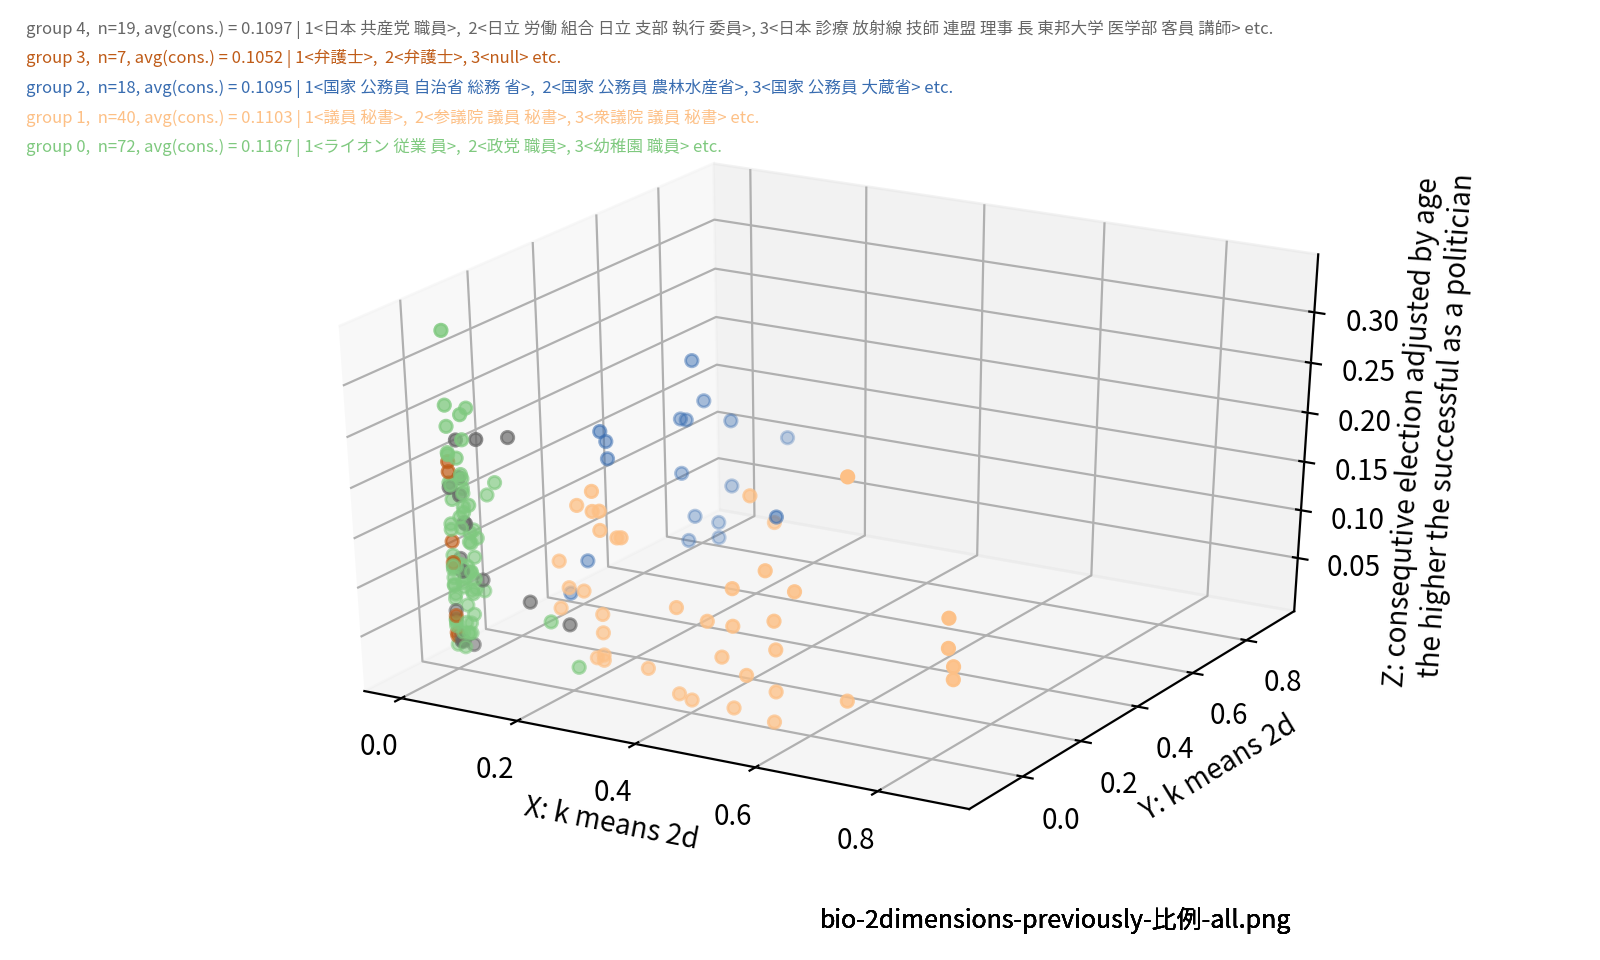 group 4,  n=19, avg(cons.) = 0.1097 | 1<日本 共産党 職員>,  2<日立 労働 組合 日立 支部 執行 委員>, 3<日本 診療 放射線 技師 連盟 理事 長 東邦大学 医学部 客員 講師> etc.
group 3,  n=7, avg(cons.) = 0.1052 | 1<弁護士>,  2<弁護士>, 3<null> etc.
group 2,  n=18, avg(cons.) = 0.1095 | 1<国家 公務員 自治省 総務 省>,  2<国家 公務員 農林水産省>, 3<国家 公務員 大蔵省> etc.
group 1,  n=40, avg(cons.) = 0.1103 | 1<議員 秘書>,  2<参議院 議員 秘書>, 3<衆議院 議員 秘書> etc.
group 0,  n=72, avg(cons.) = 0.1167 | 1<ライオン 従業 員>,  2<政党 職員>, 3<幼稚園 職員> etc.
0.30
0.25
0.20
0.15
0.10
0.05
Z: consequtive election adjusted by age
the higher the successful as a politician
0.0
0.2
0.4
0.6
0.8
X: k means 2d
0.0
0.2
0.4
0.6
0.8
Y: k means 2d
bio-2dimensions-previously-比例-all.png